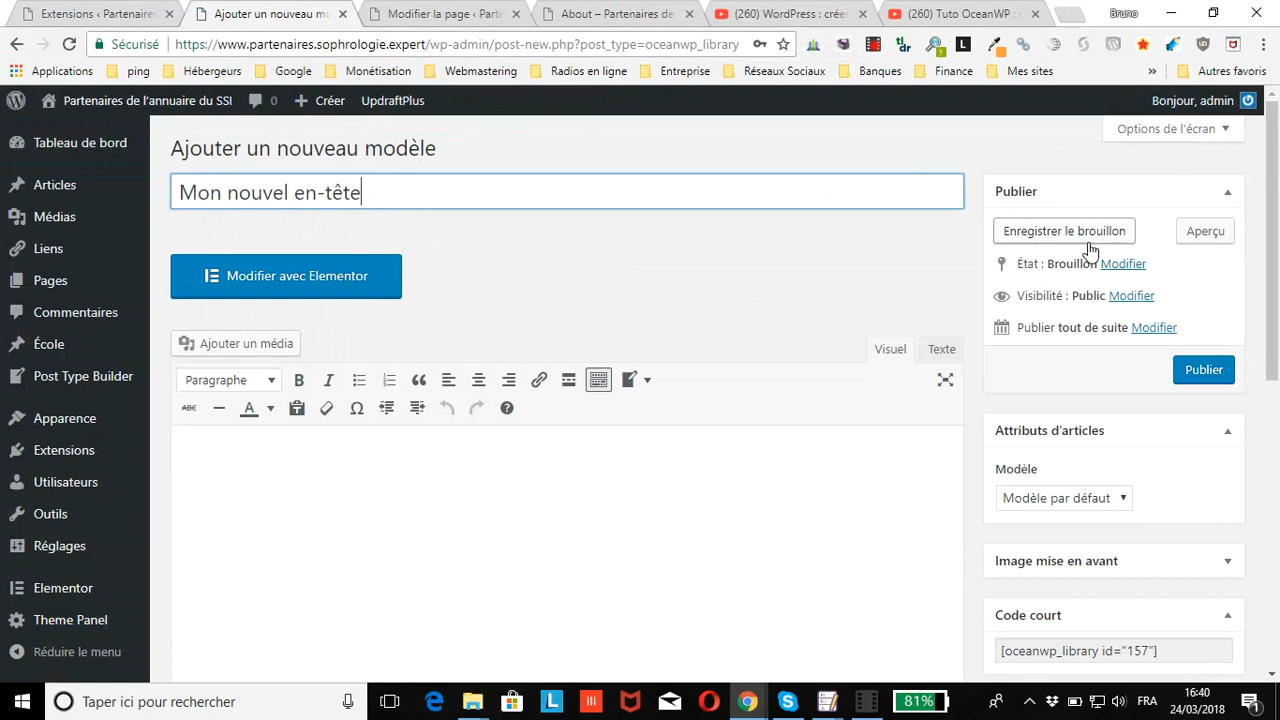 Extensions ‹ Partenaires
Ajouter un nouveau mo
Modifier la page ‹ Parte
About – Partenaires de
(260) WordPress : créer
(260) Tuto OceanWP : c
Bruno
Sécurisé
https://www.partenaires.sophrologie.expert/wp-admin/post-new.php?post_type=oceanwp_library
Applications
ping
Hébergeurs
Google
Monétisation
Webmastering
Radios en ligne
Entreprise
Réseaux Sociaux
Banques
Finance
Mes sites
»
Autres favoris
Partenaires de l'annuaire du SSI
0
Créer
UpdraftPlus
Bonjour, admin
Tableau de bord
Articles
Médias
Liens
Pages
Commentaires
École
Post Type Builder
Apparence
Extensions
Utilisateurs
Outils
Réglages
Elementor
Theme Panel
Réduire le menu
Options de l'écran
Ajouter un nouveau modèle
Mon nouvel en-tête
Modifier avec Elementor
Ajouter un média
Visuel
Texte
Paragraphe
B
I
ABC
A
Publier
Enregistrer le brouillon
Aperçu
État : Brouillon Modifier
Visibilité : Public Modifier
Publier tout de suite Modifier
Publier
Attributs d'articles
Modèle
Modèle par défaut
Image mise en avant
Code court
[oceanwp_library id="157"]
Taper ici pour rechercher
81%
FRA
16:40
24/03/2018